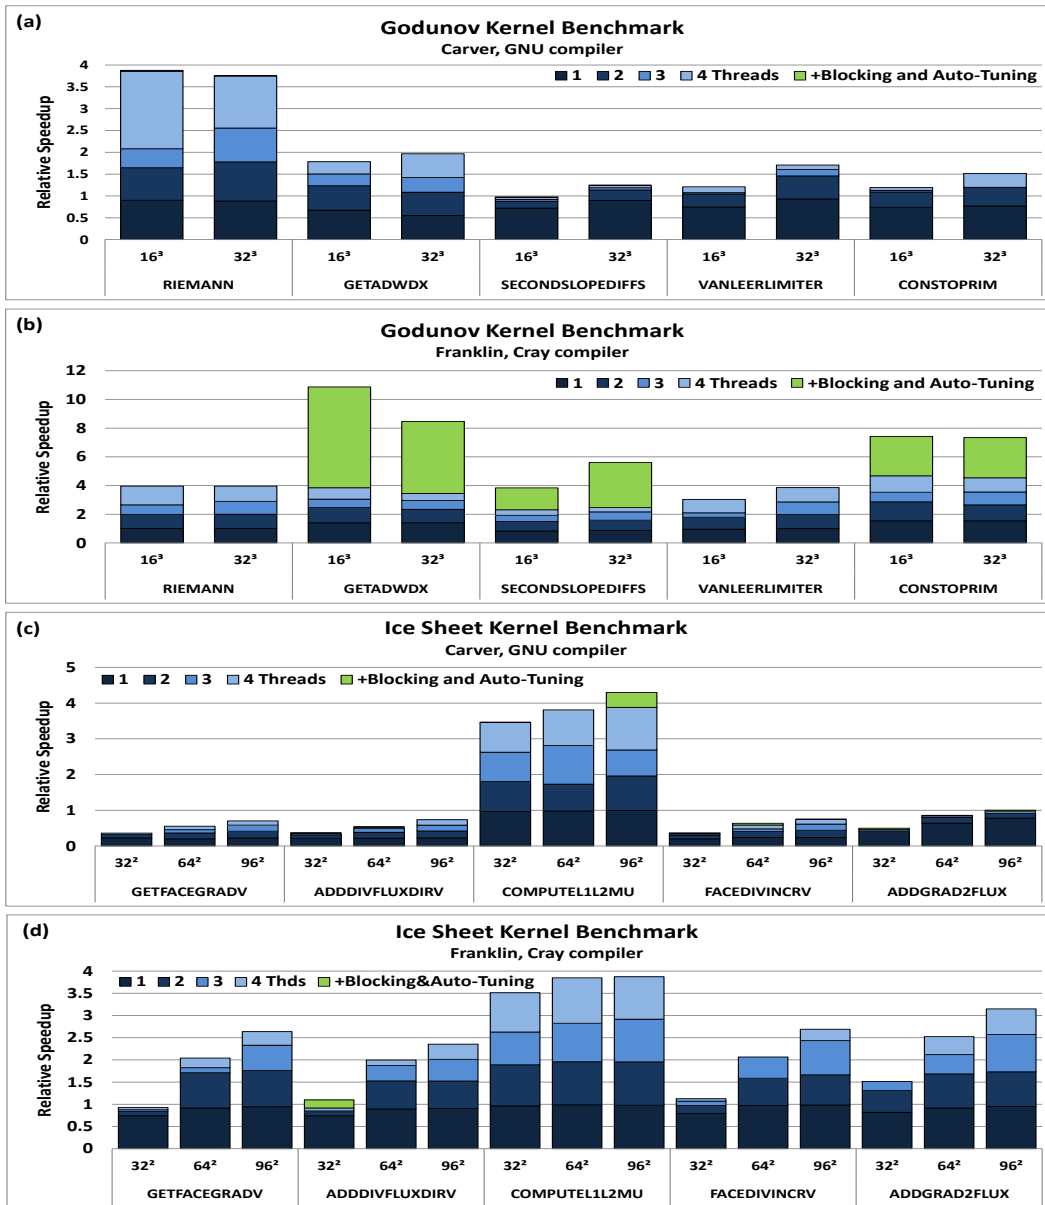 (a)
Godunov Kernel Benchmark
Carver, GNU compiler
1 2 3 4 Threads +Blocking and Auto-Tuning
Relative Speedup
4
3.5
3
2.5
2
1.5
1
0.5
0
16³ 32³ 16³ 32³ 16³ 32³ 16³ 32³ 16³ 32³
RIEMANN GETADWDX SECONDSLOPEDIFFS VANLEERLIMITER CONSTOPRIM
(b)
Godunov Kernel Benchmark
Franklin, Cray compiler
1 2 3 4 Threads +Blocking and Auto-Tuning
Relative Speedup
12
10
8
6
4
2
0
16³ 32³ 16³ 32³ 16³ 32³ 16³ 32³ 16³ 32³
RIEMANN GETADWDX SECONDSLOPEDIFFS VANLEERLIMITER CONSTOPRIM
(c)
Ice Sheet Kernel Benchmark
Carver, GNU compiler
1 2 3 4 Threads +Blocking and Auto-Tuning
Relative Speedup
5
4
3
2
1
0
32² 64² 96² 32² 64² 96² 32² 64² 96² 32² 64² 96² 32² 64² 96²
GETFACEGRADV ADDDIVFLUXDIRV COMPUTEL1L2MU FACEDIVINCRV ADDGRAD2FLUX
(d)
Ice Sheet Kernel Benchmark
Franklin, Cray compiler
1 2 3 4 Thds +Blocking&Auto-Tuning
Relative Speedup
4
3.5
3
2.5
2
1.5
1
0.5
0
32² 64² 96² 32² 64² 96² 32² 64² 96² 32² 64² 96² 32² 64² 96²
GETFACEGRADV ADDDIVFLUXDIRV COMPUTEL1L2MU FACEDIVINCRV ADDGRAD2FLUX